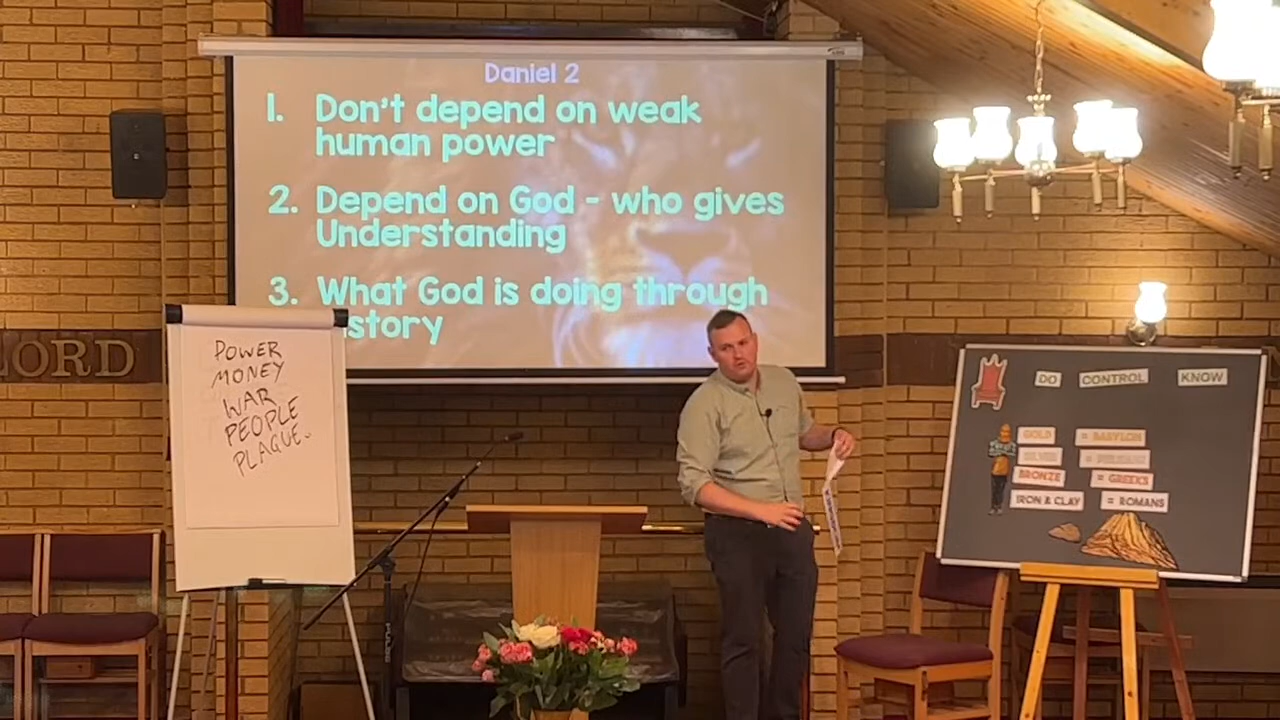 Daniel 2
1. Don't depend on weak
human power
2. Depend on God - who gives
Understanding
3. What God is doing through
story
LORD
POWER
MONEY
WAR
PEOPLE
PLAGUE.
DO CONTROL KNOW
GOLD = BABYLON
SILVER
BRONZE = GREEKS
IRON & CLAY = ROMANS